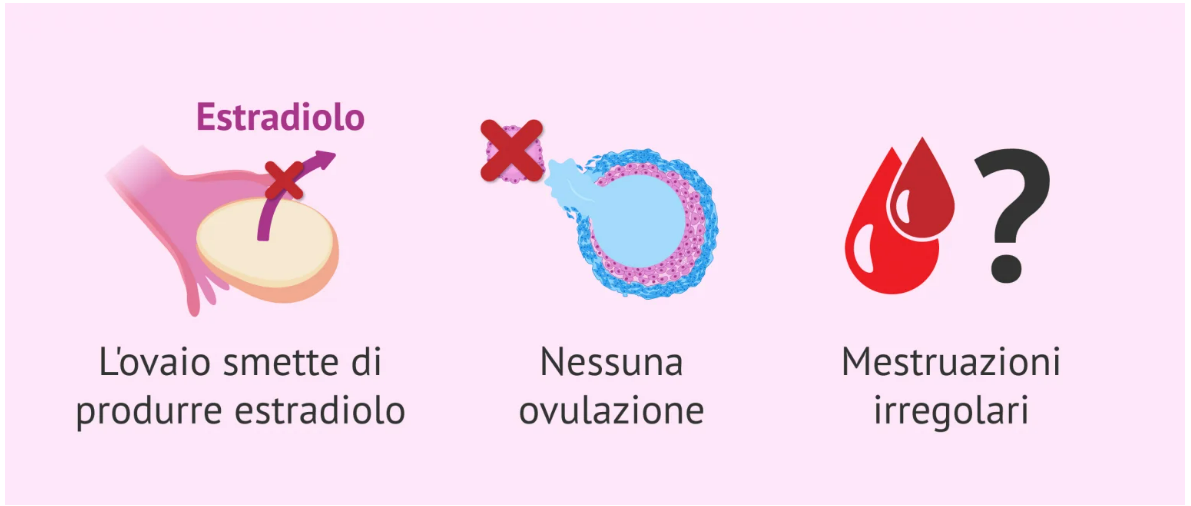 Estradiolo
L'ovaio smette di
produrre estradiolo
Nessuna
ovulazione
?
Mestruazioni
irregolari